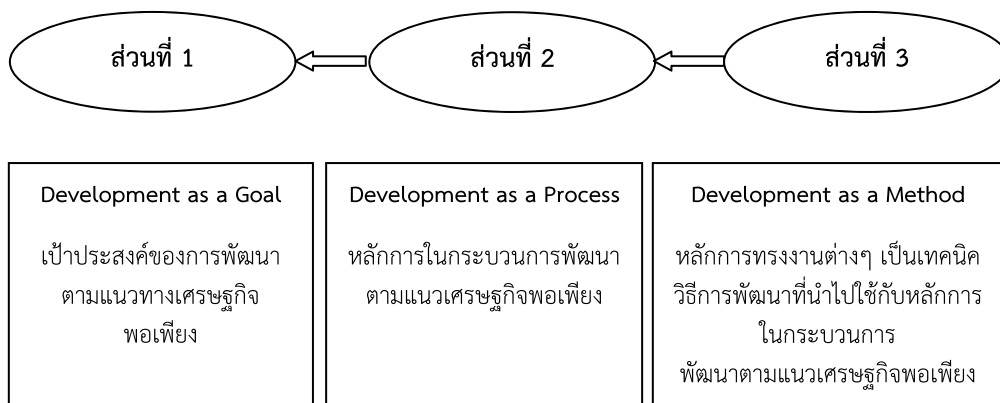 ส่วนที่ 1
ส่วนที่ 2
ส่วนที่ 3
Development as a Goal
เป้าประสงค์ของการพัฒนา
ตามแนวทางเศรษฐกิจ
พอเพียง
Development as a Process
หลักการในกระบวนการพัฒนา
ตามแนวเศรษฐกิจพอเพียง
Development as a Method
หลักการทรงงานต่างๆ เป็นเทคนิค
วิธีการพัฒนาที่นำไปใช้กับหลักการ
ในกระบวนการ
พัฒนาตามแนวเศรษฐกิจพอเพียง